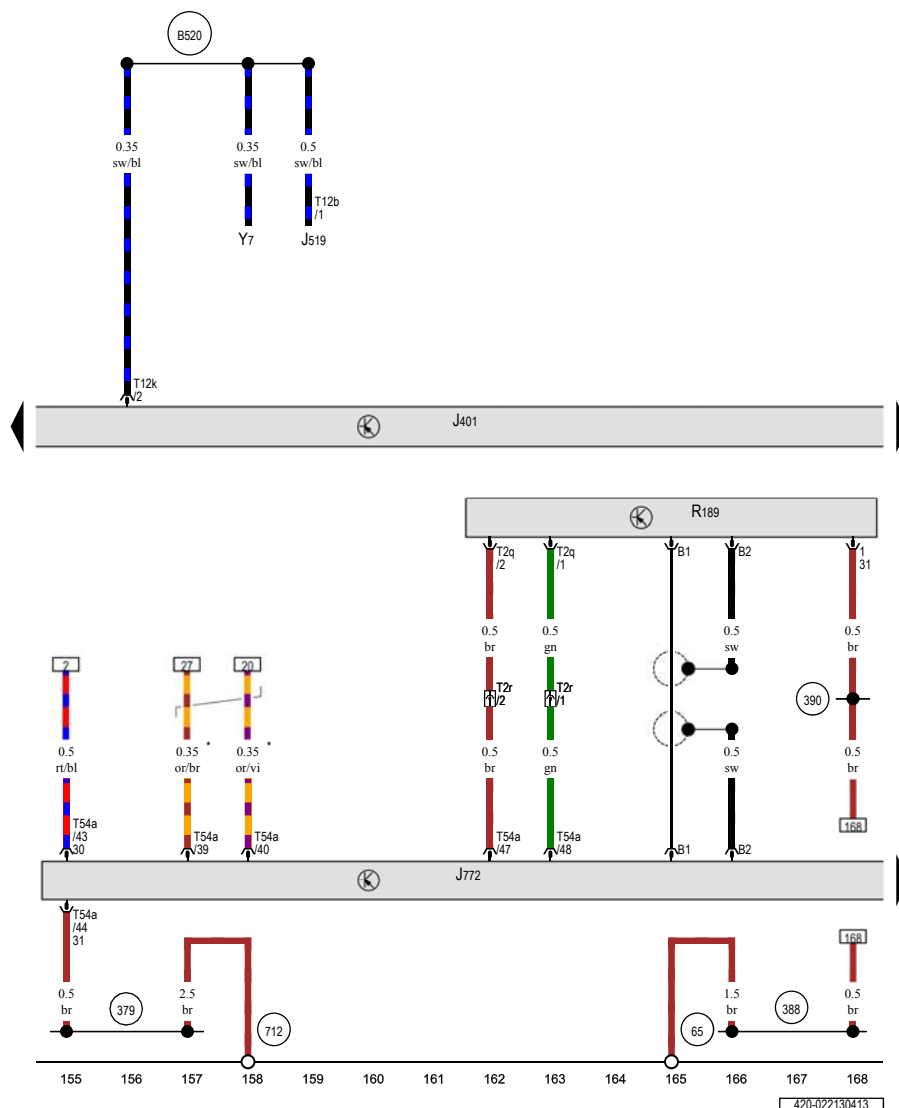 B520
0.35 0.35 0.5
sw/bl sw/bl sw/bl
T12b
/1
Y7 J519
T12k
/2
J401
R189
T2q T2q B1 B2 1
/2 /1 31
0.5 0.5 0.5 0.5
br gn sw br
2 27 20
T2r T2r
/2 /1
390
0.5 0.35 * 0.35 * 0.5 0.5 0.5 0.5
rt/bl or/br or/vi br gn sw br
T54a 168
/43 T54a T54a T54a T54a
30 /39 /40 /47 /48 B1 B2
J772
T54a
/44
31 168
0.5 2.5 1.5 0.5
br 379 br br 388 br
712 65
155 156 157 158 159 160 161 162 163 164 165 166 167 168
420-022130413